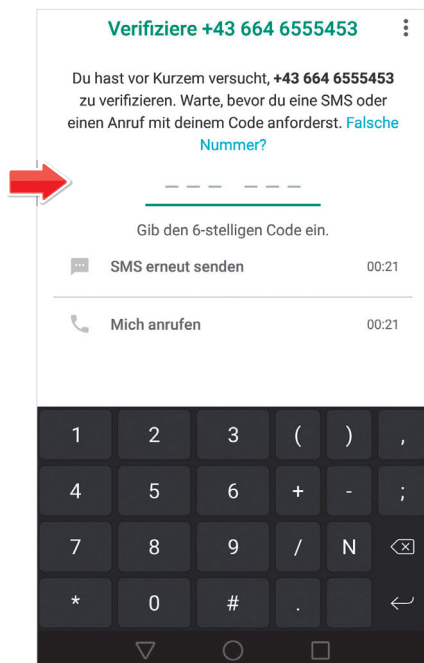 Verifiziere +43 664 6555453
Du hast vor Kurzem versucht, +43 664 6555453
zu verifizieren. Warte, bevor du eine SMS oder
einen Anruf mit deinem Code anforderst. Falsche
Nummer?
Gib den 6-stelligen Code ein.
SMS erneut senden 00:21
Mich anrufen 00:21
1 2 3 ( ) ,
4 5 6 + - ;
7 8 9 / N
* 0 # .